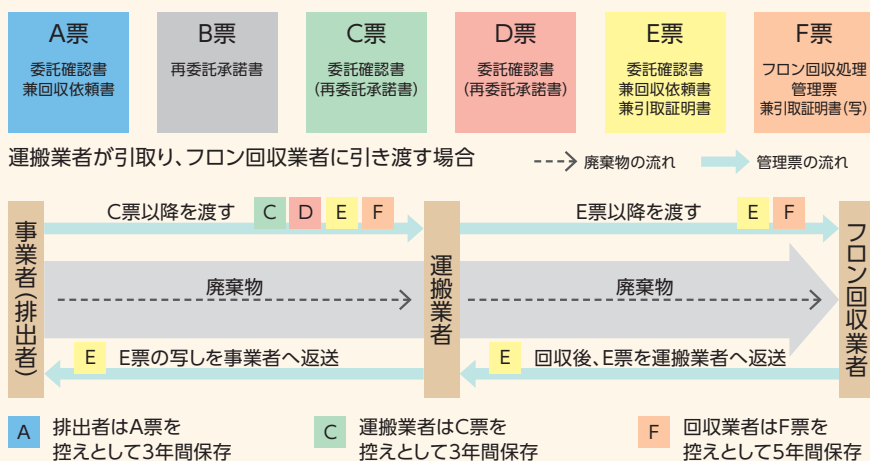 A票
委託確認書
兼回収依頼書
B票
再委託承諾書
C票
委託確認書
(再委託承諾書)
D票
委託確認書
(再委託承諾書)
E票
委託確認書
兼回収依頼書
兼引取証明書
F票
フロン回収処理
管理票
兼引取証明書(写)
運搬業者が引取り、フロン回収業者に引き渡す場合
廃棄物の流れ
管理票の流れ
事業者(排出者)
C票以降を渡す
C D E F
運搬業者
E票以降を渡す
E F
フロン回収業者
廃棄物
廃棄物
E E票の写しを事業者へ返送
E 回収後、E票を運搬業者へ返送
A 排出者はA票を
控えとして3年間保存
C 運搬業者はC票を
控えとして3年間保存
F 回収業者はF票を
控えとして5年間保存